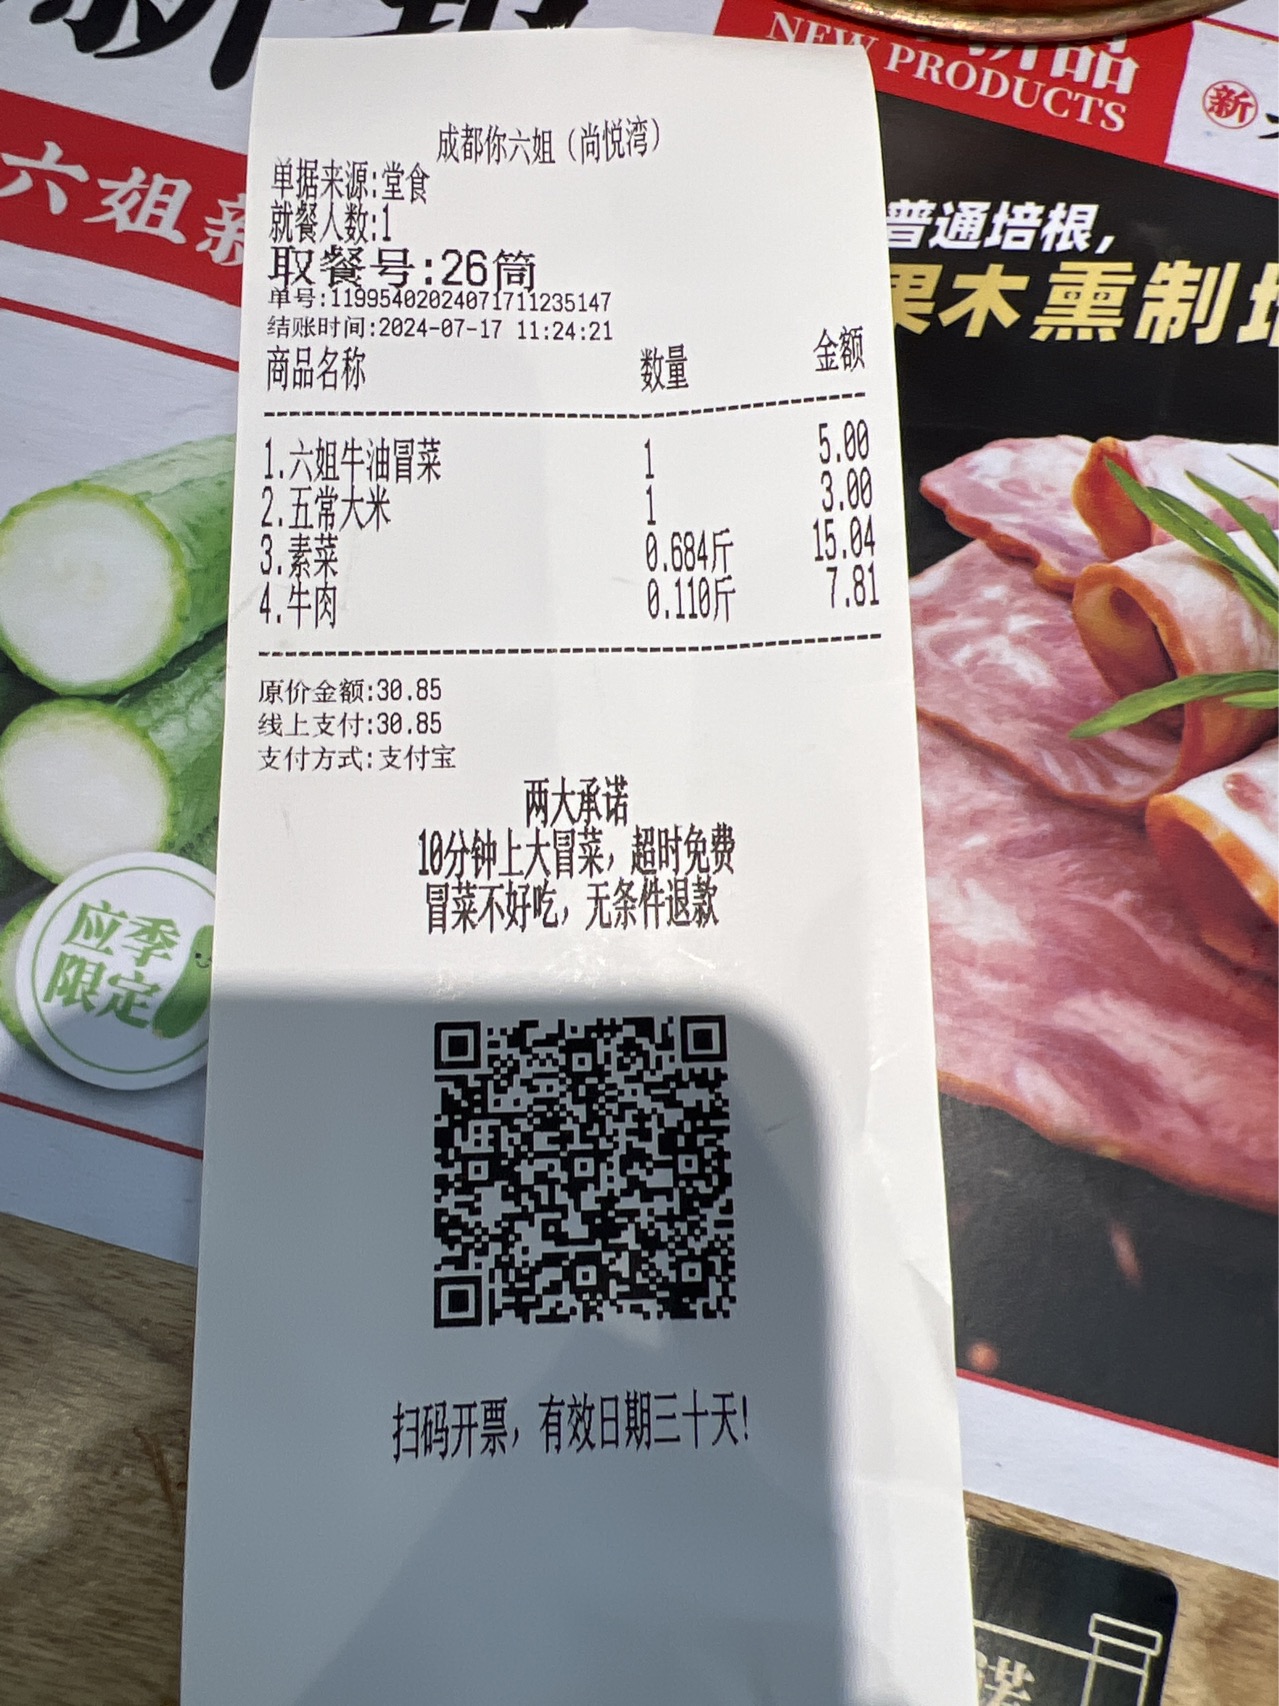 新品
NEW PRODUCTS
新
六姐新
普通培根，
果木熏制培
应季
限定
成都你六姐（尚悦湾）
单据来源:堂食
就餐人数:1
取餐号:26筒
单号:11995402024071711235147
结账时间:2024-07-17 11:24:21
商品名称 数量 金额
1.六姐牛油冒菜 1 5.00
2.五常大米 1 3.00
3.素菜 0.684斤 15.04
4.牛肉 0.110斤 7.81
原价金额:30.85
线上支付:30.85
支付方式:支付宝
两大承诺
10分钟上大冒菜，超时免费
冒菜不好吃，无条件退款
扫码开票，有效日期三十天!
诺